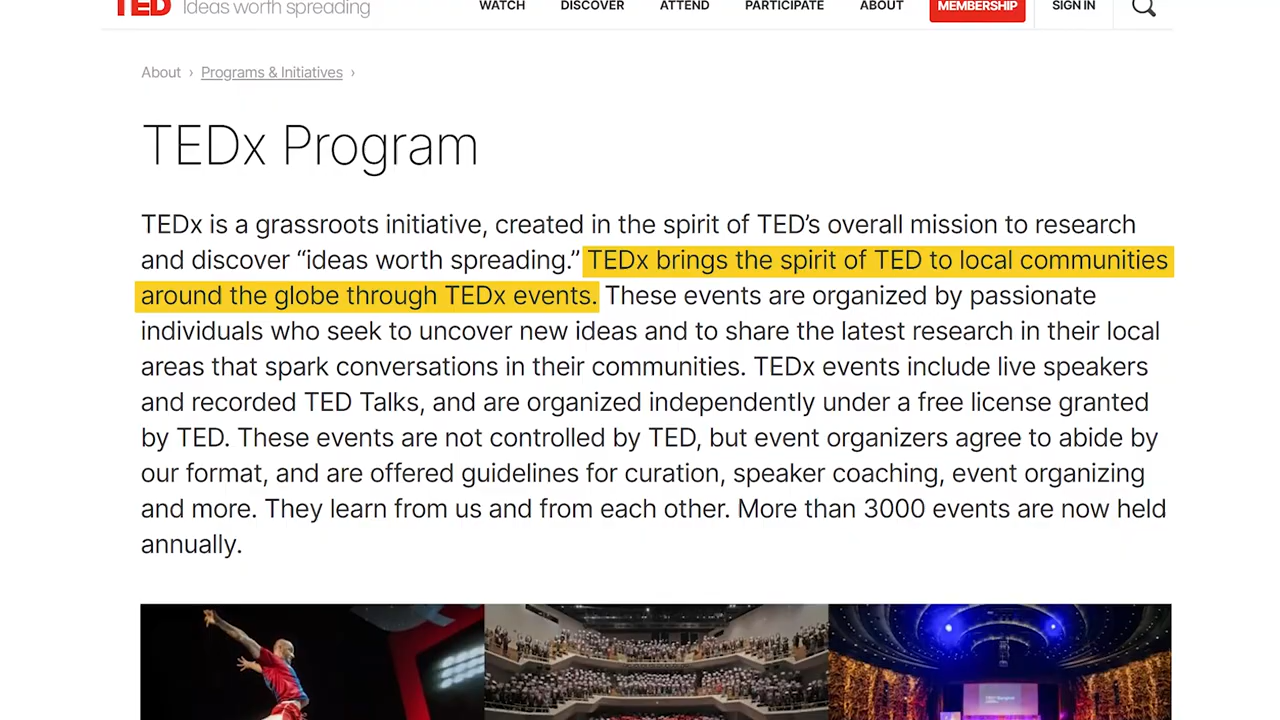 TED Ideas worth spreading WATCH DISCOVER ATTEND PARTICIPATE ABOUT MEMBERSHIP SIGN IN
About › Programs & Initiatives ›
TEDx Program
TEDx is a grassroots initiative, created in the spirit of TED’s overall mission to research
and discover “ideas worth spreading.” TEDx brings the spirit of TED to local communities
around the globe through TEDx events. These events are organized by passionate
individuals who seek to uncover new ideas and to share the latest research in their local
areas that spark conversations in their communities. TEDx events include live speakers
and recorded TED Talks, and are organized independently under a free license granted
by TED. These events are not controlled by TED, but event organizers agree to abide by
our format, and are offered guidelines for curation, speaker coaching, event organizing
and more. They learn from us and from each other. More than 3000 events are now held
annually.